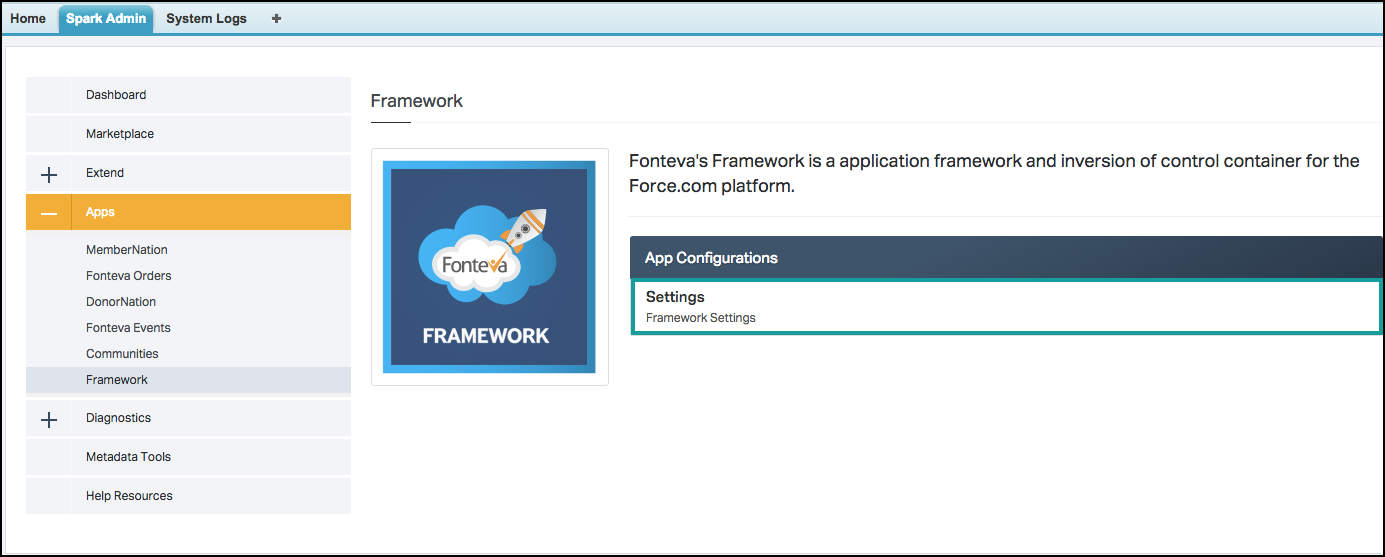 Home Spark Admin System Logs +
Dashboard
Marketplace
Extend
Apps
MemberNation
Fonteva Orders
DonorNation
Fonteva Events
Communities
Framework
Diagnostics
Metadata Tools
Help Resources
Framework
Fonteva
FRAMEWORK
Fonteva's Framework is a application framework and inversion of control container for the
Force.com platform.
App Configurations
Settings
Framework Settings